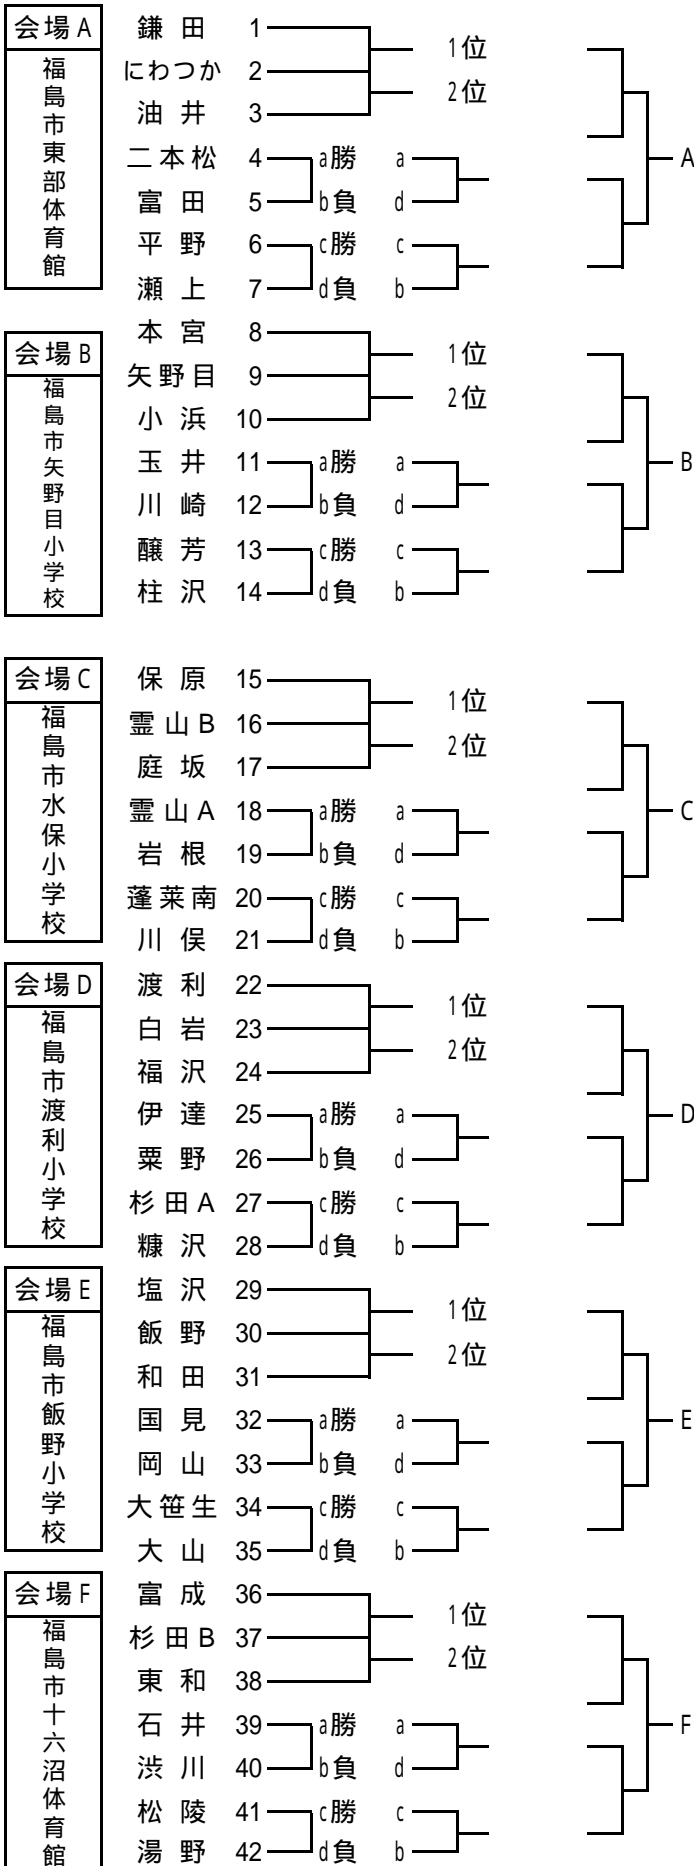 会場A
福島市東部体育館
鎌田 1
にわつか 2
油井 3
1位
2位
二本松 4 a勝 a
富田 5 b負 d
平野 6 c勝 c
瀬上 7 d負 b
A
会場B
福島市矢野目小学校
本宮 8
矢野目 9
小浜 10
1位
2位
玉井 11 a勝 a
川崎 12 b負 d
醸芳 13 c勝 c
柱沢 14 d負 b
B
会場C
福島市水保小学校
保原 15
霊山B 16
庭坂 17
1位
2位
霊山A 18 a勝 a
岩根 19 b負 d
蓬莱南 20 c勝 c
川俣 21 d負 b
C
会場D
福島市渡利小学校
渡利 22
白岩 23
福沢 24
1位
2位
伊達 25 a勝 a
粟野 26 b負 d
杉田A 27 c勝 c
糠沢 28 d負 b
D
会場E
福島市飯野小学校
塩沢 29
飯野 30
和田 31
1位
2位
国見 32 a勝 a
岡山 33 b負 d
大笹生 34 c勝 c
大山 35 d負 b
E
会場F
福島市十六沼体育館
富成 36
杉田B 37
東和 38
1位
2位
石井 39 a勝 a
渋川 40 b負 d
松陵 41 c勝 c
湯野 42 d負 b
F